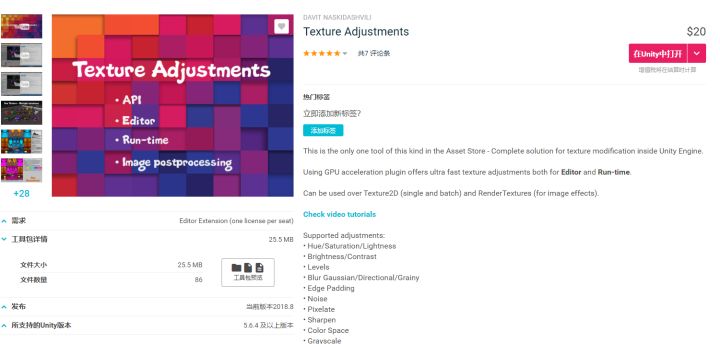 DAVIT NASKIDASHVILI
Texture Adjustments
$20
共7 评论条
在Unity中打开
增值税将在结算时计算
Texture Adjustments
• API
• Editor
• Run-time
• Image postprocessing
+28
热门标签
立即添加新标签?
添加标签
This is the only one tool of this kind in the Asset Store - Complete solution for texture modification inside Unity Engine.
Using GPU acceleration plugin offers ultra fast texture adjustments both for Editor and Run-time.
Can be used over Texture2D (single and batch) and RenderTextures (for image effects).
Check video tutorials
Supported adjustments:
• Hue/Saturation/Lightness
• Brightness/Contrast
• Levels
• Blur Gaussian/Directional/Grainy
• Edge Padding
• Noise
• Pixelate
• Sharpen
• Color Space
• Grayscale
需求
Editor Extension (one license per seat)
工具包详情
25.5 MB
文件大小
25.5 MB
文件数量
86
工具包预览
发布
当前版本2018.8
所支持的Unity版本
5.6.4 及以上版本